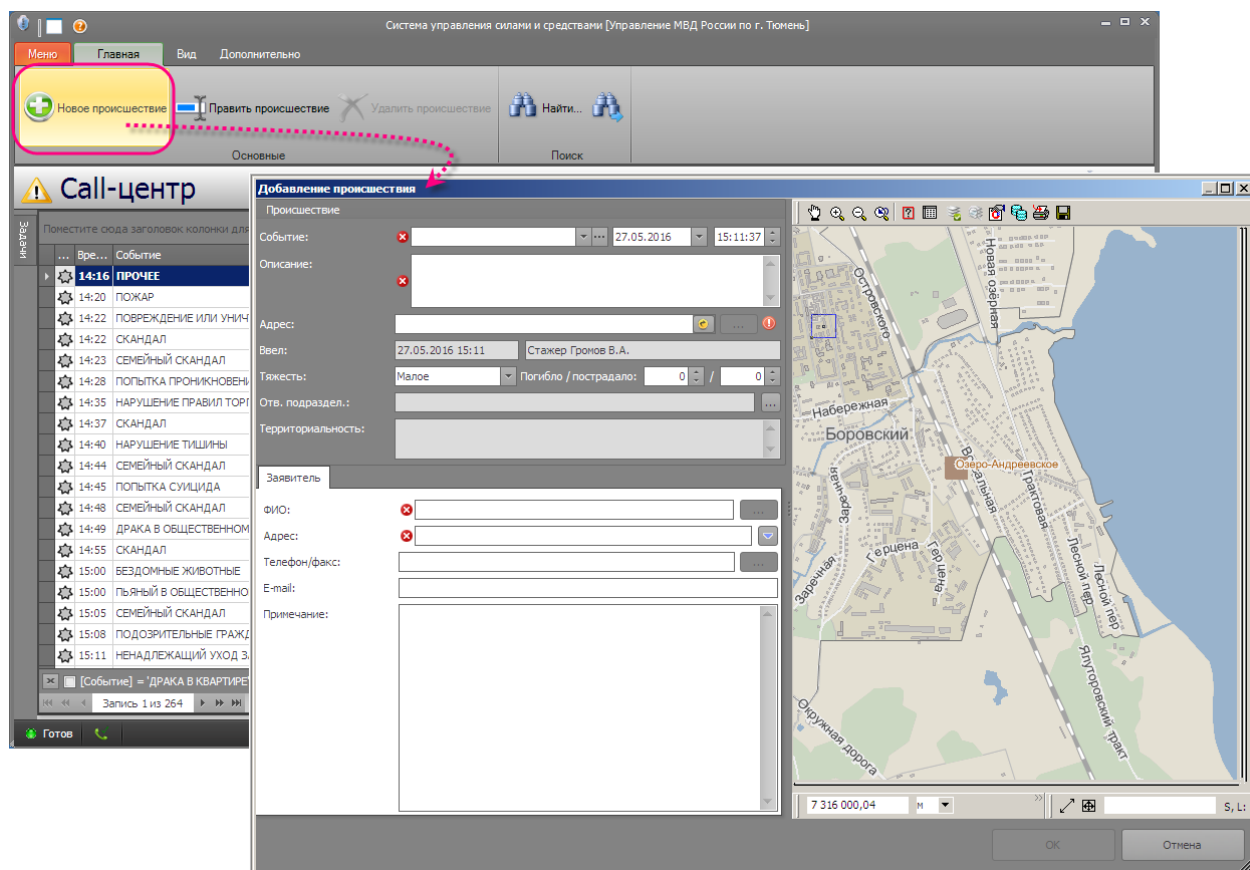 Система управления силами и средствами [Управление МВД России по г. Тюмень]
Меню Главная Вид Дополнительно
Новое происшествие Править происшествие Удалить происшествие Найти...
Основные Поиск
Call-центр
Задачи
Поместите сюда заголовок колонки для
... Вре... Событие
14:16 ПРОЧЕЕ
14:20 ПОЖАР
14:22 ПОВРЕЖДЕНИЕ ИЛИ УНИЧ
14:22 СКАНДАЛ
14:23 СЕМЕЙНЫЙ СКАНДАЛ
14:28 ПОПЫТКА ПРОНИКНОВЕНИ
14:35 НАРУШЕНИЕ ПРАВИЛ ТОРГ
14:37 СКАНДАЛ
14:40 НАРУШЕНИЕ ТИШИНЫ
14:44 СЕМЕЙНЫЙ СКАНДАЛ
14:45 ПОПЫТКА СУИЦИДА
14:48 СЕМЕЙНЫЙ СКАНДАЛ
14:49 ДРАКА В ОБЩЕСТВЕННОМ
14:55 СКАНДАЛ
15:00 БЕЗДОМНЫЕ ЖИВОТНЫЕ
15:00 ПЬЯНЫЙ В ОБЩЕСТВЕННО
15:05 СЕМЕЙНЫЙ СКАНДАЛ
15:08 ПОДОЗРИТЕЛЬНЫЕ ГРАЖД
15:11 НЕНАДЛЕЖАЩИЙ УХОД З
[Событие] = 'ДРАКА В КВАРТИРЕ'
Запись 1 из 264
Готов
Добавление происшествия
Происшествие
Событие: 27.05.2016 15:11:37
Описание:
Адрес: ...
Ввел: 27.05.2016 15:11 Стажер Громов В.А.
Тяжесть: Малое Погибло / пострадало: 0 / 0
Отв. подраздел.: ...
Территориальность:
Заявитель
ФИО: ...
Адрес:
Телефон/факс: ...
E-mail:
Примечание:
Новая озёрная
Островского
Набережная
Боровский
Озеро-Андреевское
Вокзальная
Трактовая
Заречная
Герцена
Герцена
Заречная
Лесной пер
Лесной пер
Ялуторовский тракт
Окружная дорога
7 316 000,04 м S, L:
OK Отмена